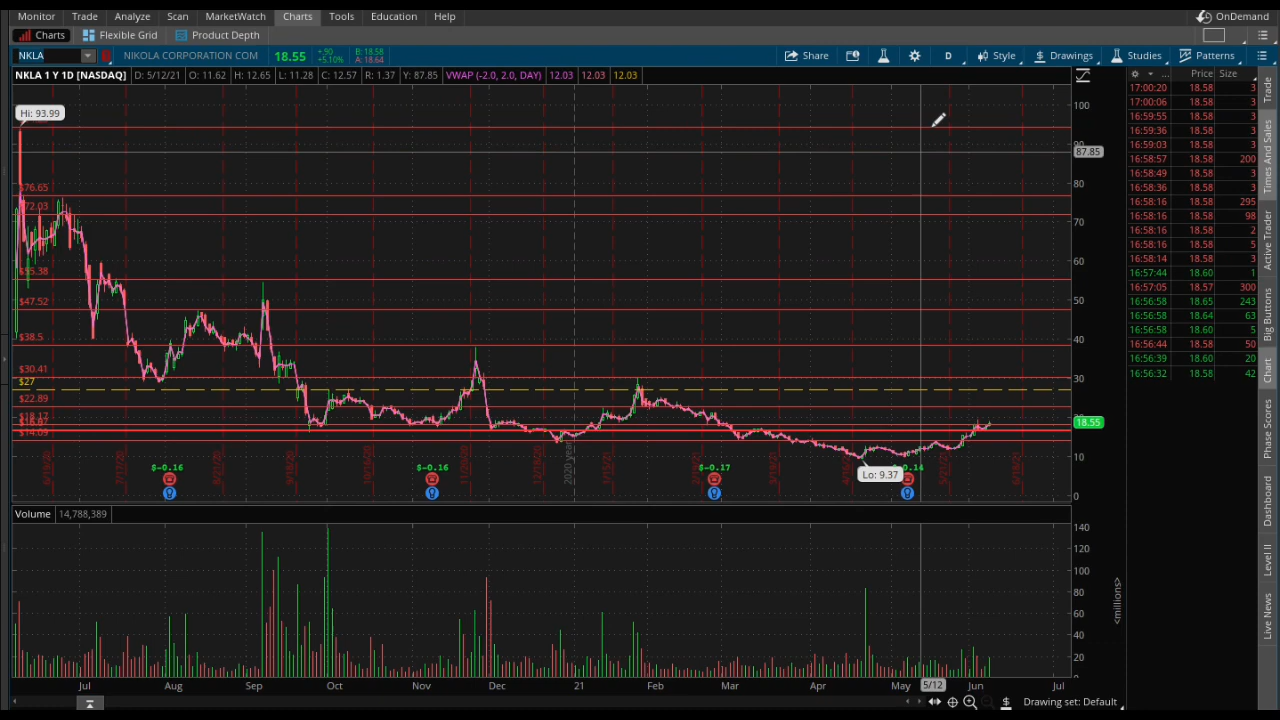 Monitor Trade Analyze Scan MarketWatch Charts Tools Education Help OnDemand
Charts Flexible Grid Product Depth
NKLA NIKOLA CORPORATION COM 18.55 +.90 +5.10% B: 18.58 A: 18.64 Share D Style Drawings Studies Patterns
NKLA 1 Y 1D [NASDAQ] D: 5/12/21 O: 11.62 H: 12.65 L: 11.28 C: 12.57 R: 1.37 Y: 87.85 VWAP (-2.0, 2.0, DAY) 12.03 12.03 12.03
Hi: 93.99
$76.65
$72.03
$55.38
$47.52
$38.5
$30.41
$27
$22.89
$18.17
$14.09
100
90
87.85
80
70
60
50
40
30
18.55
10
0
$-0.16 $-0.16 $-0.17
Lo: 9.37
2020 year
Volume 14,788,389
140
120
100
80
60
40
20
<millions>
Jul Aug Sep Oct Nov Dec 21 Feb Mar Apr May 5/12 Jun Jul
Drawing set: Default
Price Size
17:00:20 18.58 3
17:00:06 18.58 3
16:59:55 18.58 3
16:59:36 18.58 3
16:59:03 18.58 3
16:58:57 18.58 200
16:58:49 18.58 3
16:58:36 18.58 3
16:58:16 18.58 295
16:58:16 18.58 98
16:58:16 18.58 2
16:58:16 18.58 5
16:58:14 18.58 3
16:57:44 18.60 1
16:57:05 18.57 300
16:56:58 18.65 243
16:56:58 18.64 63
16:56:58 18.60 5
16:56:44 18.58 50
16:56:39 18.60 20
16:56:32 18.58 42
Trade
Times And Sales
Active Trader
Big Buttons
Chart
Phase Scores
Dashboard
Level II
Live News